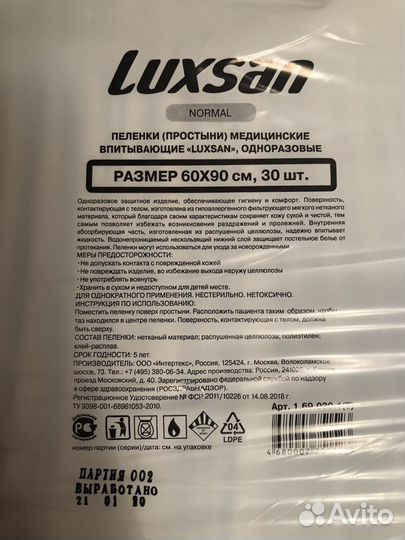 Luxsan
NORMAL
ПЕЛЕНКИ (ПРОСТЫНИ) МЕДИЦИНСКИЕ
ВПИТЫВАЮЩИЕ «LUXSAN», ОДНОРАЗОВЫЕ
РАЗМЕР 60X90 см, 30 шт.
Одноразовое защитное изделие, обеспечивающее гигиену и комфорт. Поверхность,
контактирующая с телом, изготовлена из гипоаллергенного фильтрующего мягкого нетканого
материала, который благодаря своим характеристикам сохраняет кожу сухой и чистой, тем
самым позволяет избежать возникновения раздражений и пролежней. Внутренняя
абсорбирующая часть, изготовленная из распушенной целлюлозы, надежно впитывает
жидкость. Водонепроницаемый нескользящий нижний слой защищает постельное белье от
протекания. Пеленки могут использоваться для ухода за новорожденными
МЕРЫ ПРЕДОСТОРОЖНОСТИ:
• Не допускать контакта с поврежденной кожей
• Не повреждать изделие, во избежание выхода наружу целлюлозы
• Не употреблять вовнутрь
• Хранить в сухом и недоступном для детей месте.
ДЛЯ ОДНОКРАТНОГО ПРИМЕНЕНИЯ. НЕСТЕРИЛЬНО. НЕТОКСИЧНО.
ИНСТРУКЦИЯ ПО ИСПОЛЬЗОВАНИЮ:
Поместить пеленку поверх простыни. Расположить пациента таким образом, чтобы
таз находился в центре пеленки. Поверхность, контактирующая с телом, должна
быть сверху.
СОСТАВ ПЕЛЕНКИ: нетканый материал; распушенная целлюлоза; полиэтилен;
клей-расплав.
СРОК ГОДНОСТИ: 5 лет.
ООО «Интертекс», Россия, 125424, г. Москва, Волоколамское
шоссе, 73. Тел.: +7(495) 380-06-34. Адрес Россия, 241020, г.
проезд Московский, д. 40. Зарегистрировано федеральной службой по надзору
в сфере здравоохранения (РОСЗДРАВНАДЗОР).
Регистрационное Удостоверение № ФСР 2011/10226 от 14.08.2018 г.
ТУ 9398-001-68961053-2010.
Арт.
04
LDPE
номер партии (серии)/дата: см. на упаковке
ПАРТИЯ 002
ВЫРАБОТАНО
21 01 20
Avito